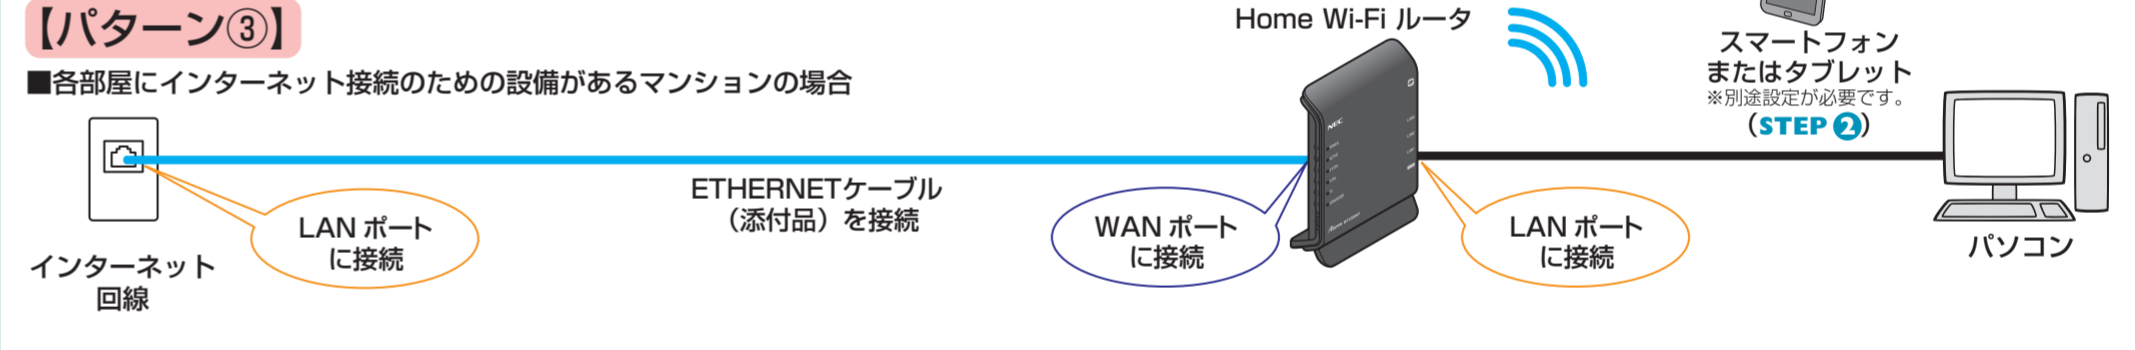 【パターン③】
■各部屋にインターネット接続のための設備があるマンションの場合
Home Wi-Fi ルータ
スマートフォン
またはタブレット
※別途設定が必要です。
（STEP 2）
ETHERNETケーブル
（添付品）を接続
LAN ポート
に接続
WAN ポート
に接続
LAN ポート
に接続
インターネット
回線
パソコン
NEC